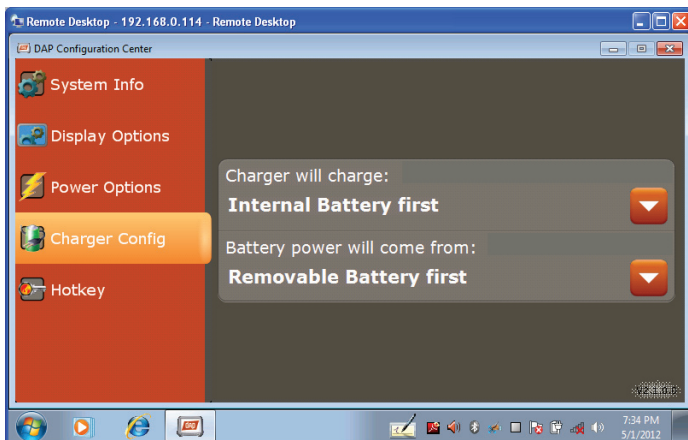 Remote Desktop - 192.168.0.114 - Remote Desktop
DAP Configuration Center
System Info
Display Options
Power Options
Charger Config
Hotkey
Charger will charge:
Internal Battery first
Battery power will come from:
Removable Battery first
7:34 PM
5/1/2012